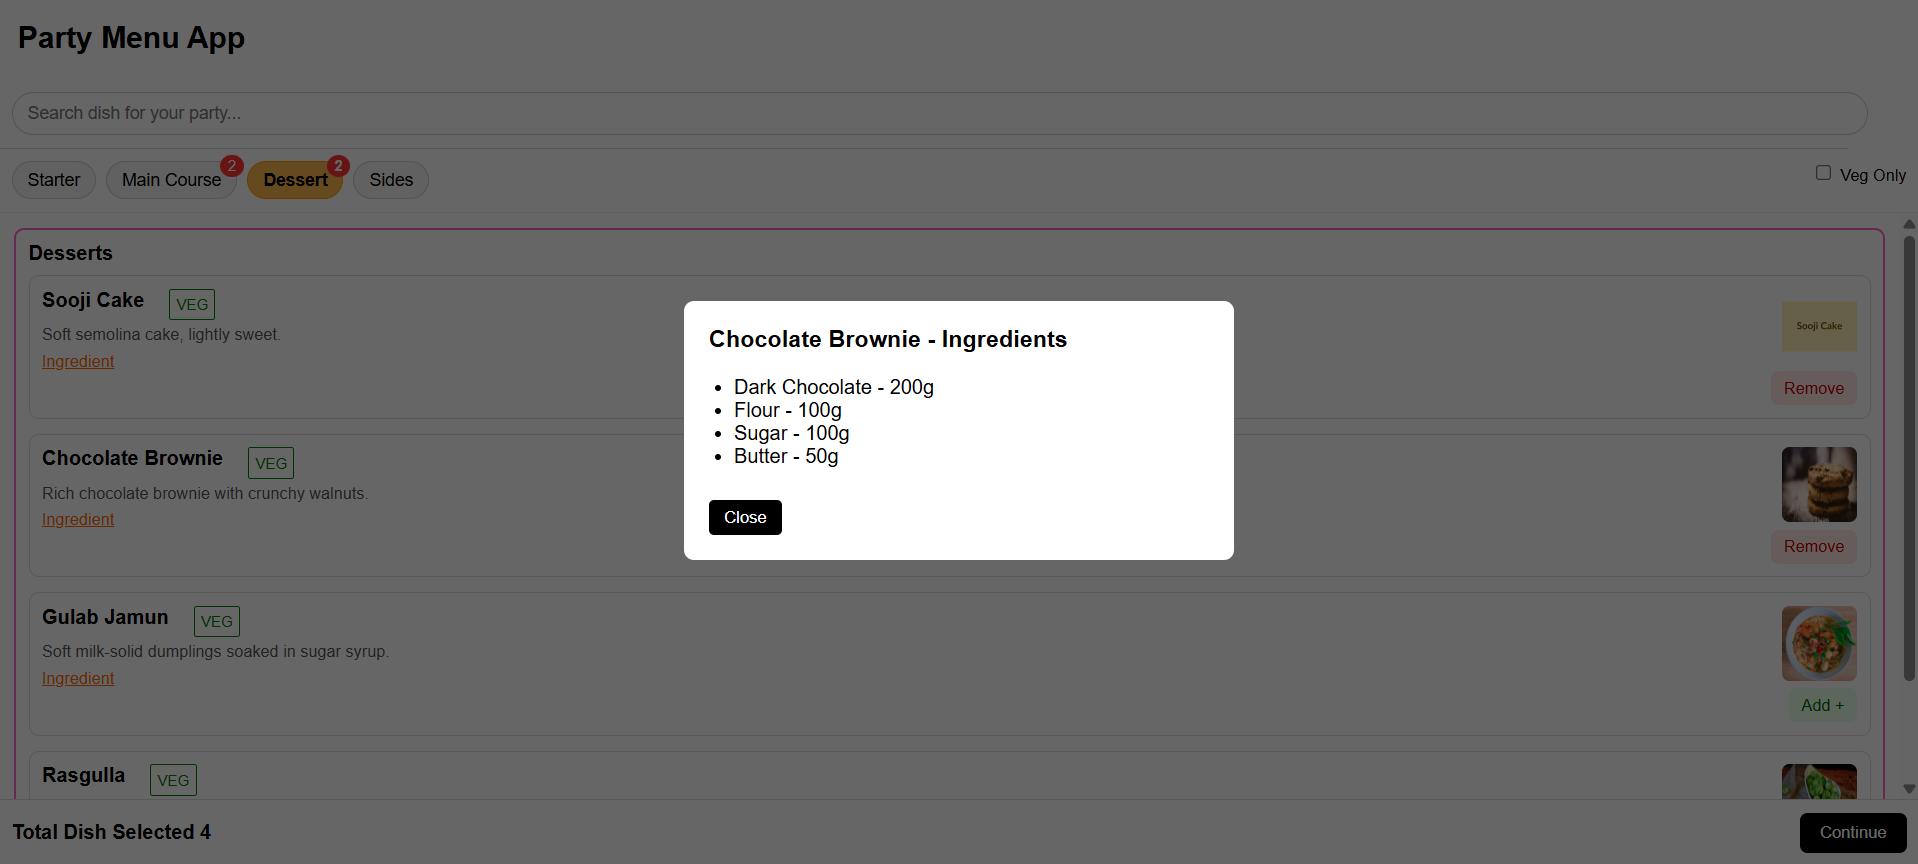 Party Menu App
Search dish for your party...
Starter
Main Course
2
Dessert
2
Sides
Veg Only
Desserts
Sooji Cake VEG
Soft semolina cake, lightly sweet.
Ingredient
Sooji Cake
Remove
Chocolate Brownie VEG
Rich chocolate brownie with crunchy walnuts.
Ingredient
Remove
Gulab Jamun VEG
Soft milk-solid dumplings soaked in sugar syrup.
Ingredient
Add +
Rasgulla VEG
Chocolate Brownie - Ingredients
• Dark Chocolate - 200g
• Flour - 100g
• Sugar - 100g
• Butter - 50g
Close
Total Dish Selected 4
Continue